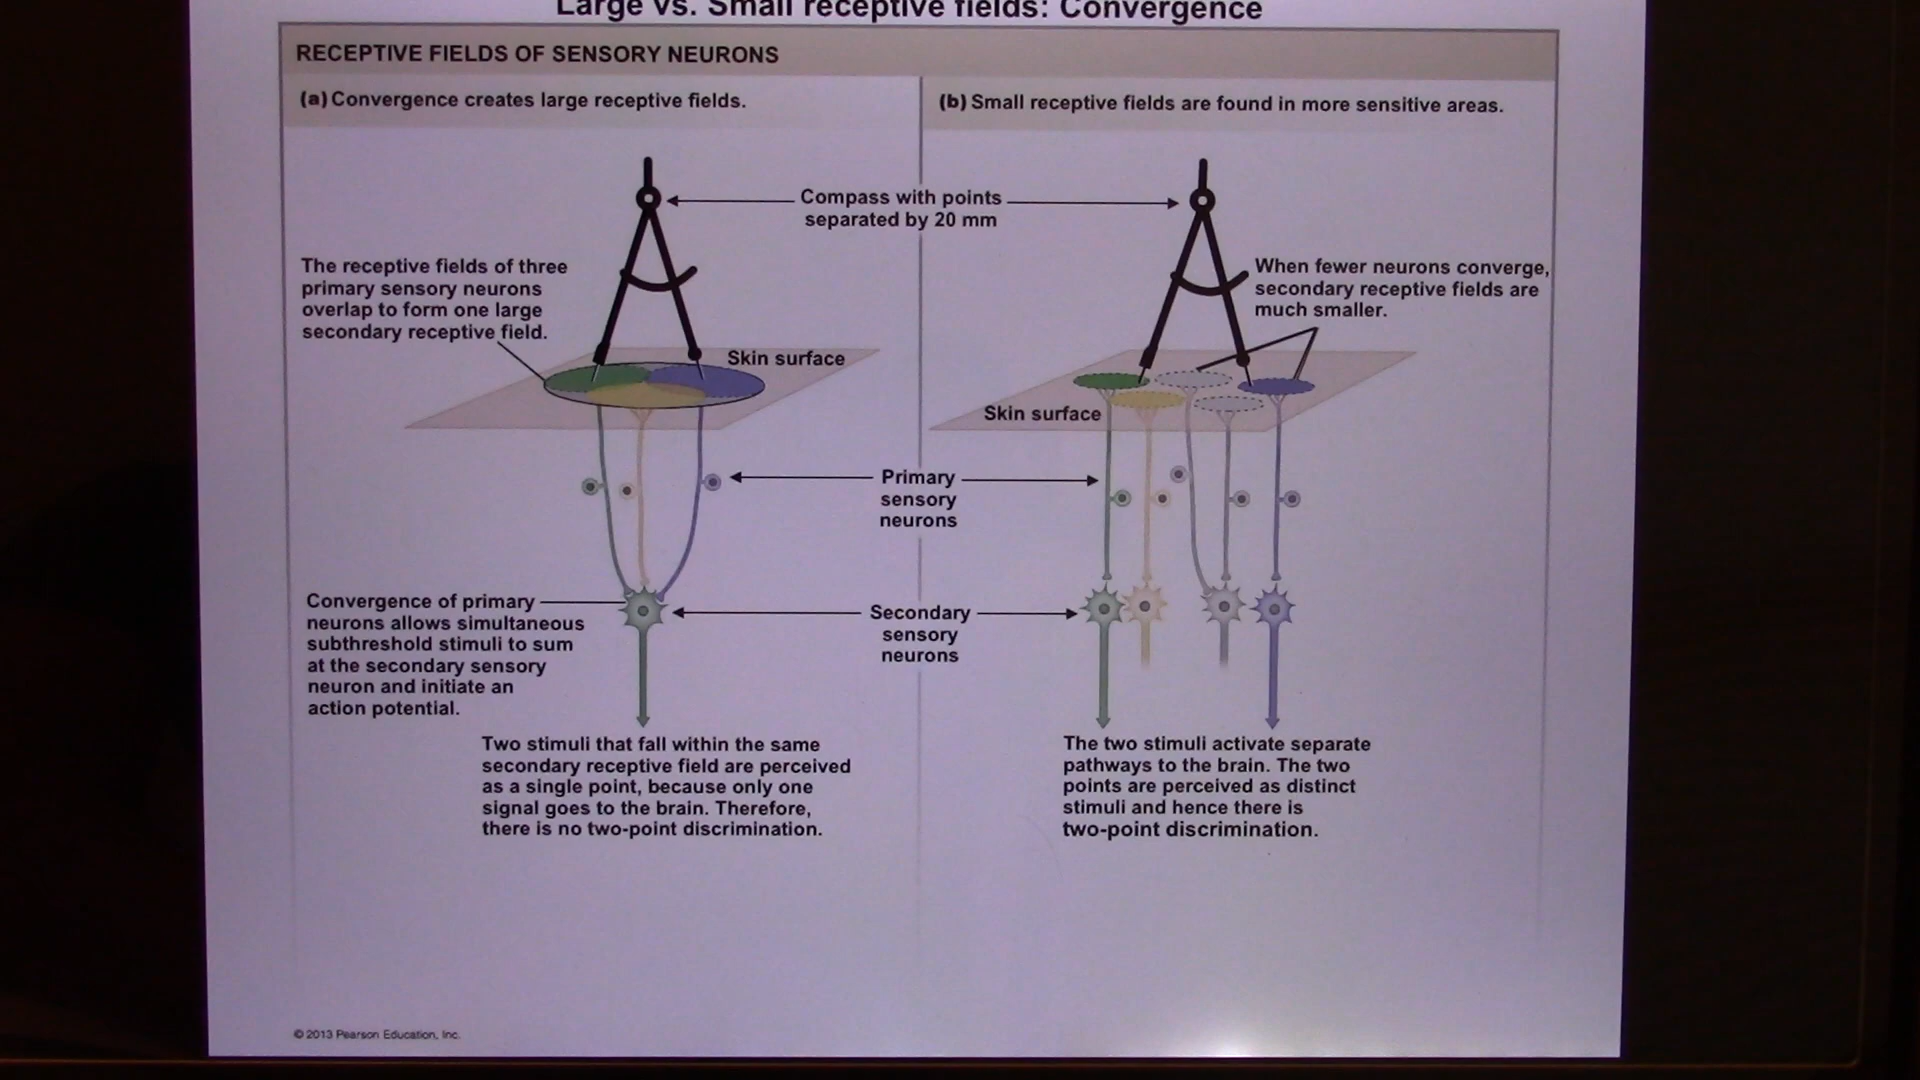 Large vs. Small receptive fields: Convergence
RECEPTIVE FIELDS OF SENSORY NEURONS
(a) Convergence creates large receptive fields.
(b) Small receptive fields are found in more sensitive areas.
Compass with points
separated by 20 mm
The receptive fields of three
primary sensory neurons
overlap to form one large
secondary receptive field.
When fewer neurons converge,
secondary receptive fields are
much smaller.
Skin surface
Skin surface
Primary
sensory
neurons
Convergence of primary
neurons allows simultaneous
subthreshold stimuli to sum
at the secondary sensory
neuron and initiate an
action potential.
Secondary
sensory
neurons
Two stimuli that fall within the same
secondary receptive field are perceived
as a single point, because only one
signal goes to the brain. Therefore,
there is no two-point discrimination.
The two stimuli activate separate
pathways to the brain. The two
points are perceived as distinct
stimuli and hence there is
two-point discrimination.
© 2013 Pearson Education, Inc.